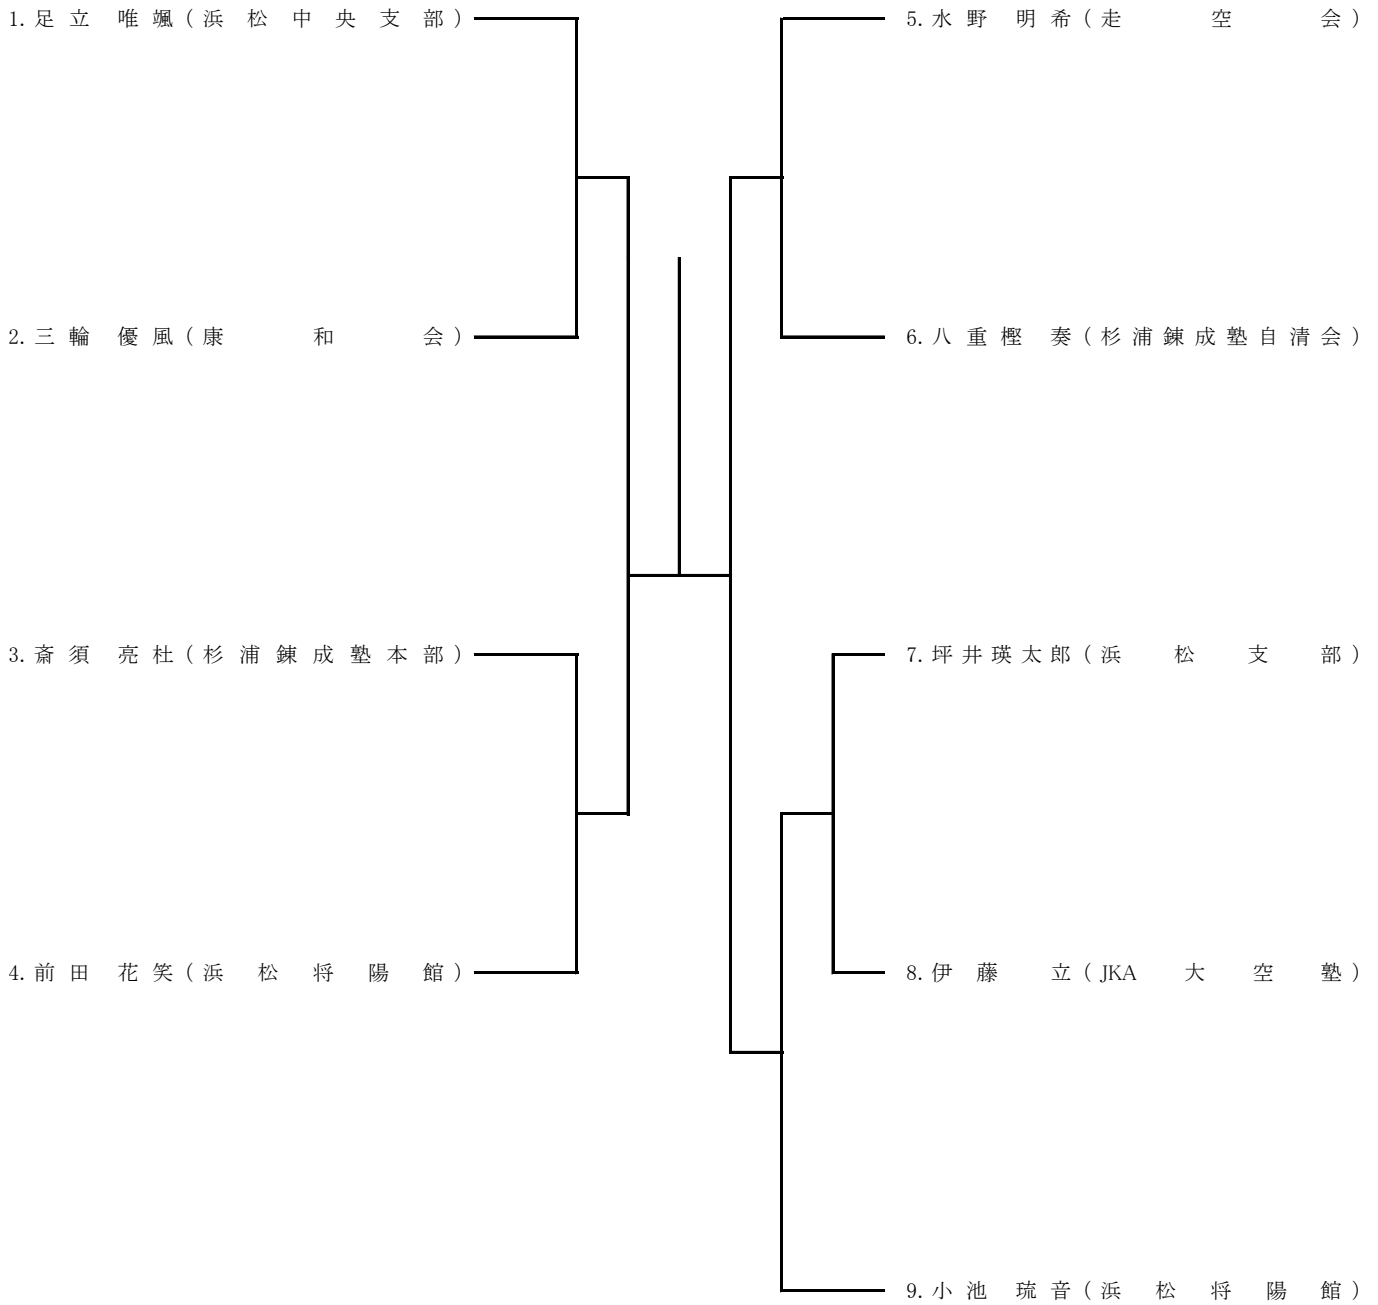 1. 足立 唯颯(浜松中央支部)
2. 三輪 優風(康和会)
3. 斎須 亮杜(杉浦錬成塾本部)
4. 前田 花笑(浜松将陽館)
5. 水野 明希(走空会)
6. 八重樫 奏(杉浦錬成塾自清会)
7. 坪井瑛太郎(浜松支部)
8. 伊藤 立(JKA大空塾)
9. 小池 琉音(浜松将陽館)